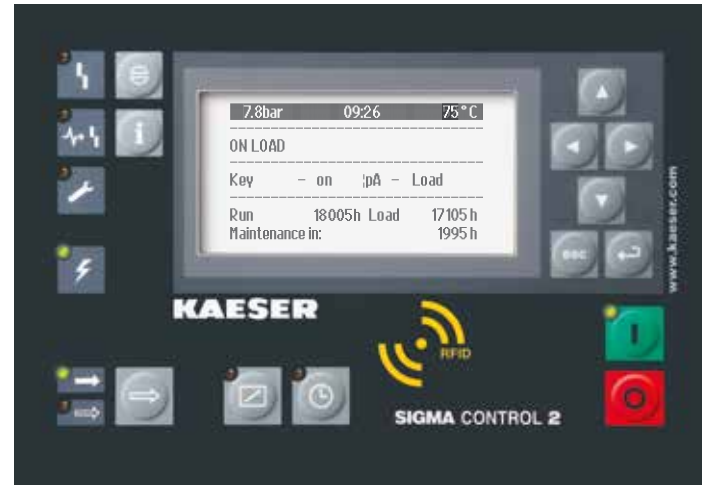 7.8bar 09:26 75°C
ON LOAD
Key - on ¦pA - Load
Run 18005h Load 17105h
Maintenance in: 1995h
esc
www.kaeser.com
KAESER
RFID
I
SIGMA CONTROL 2